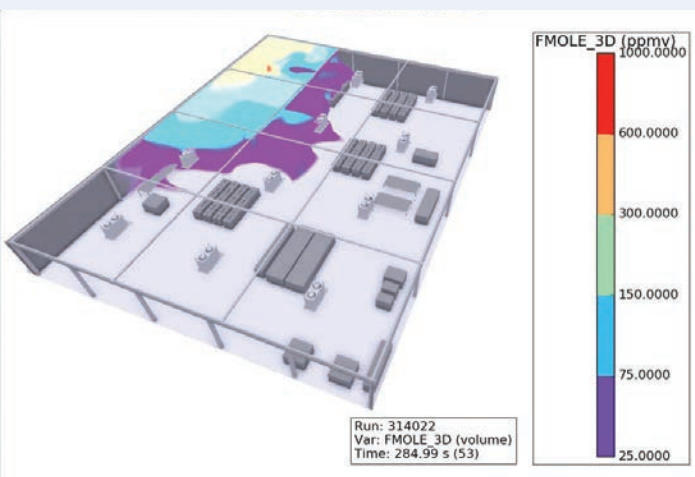 FMOLE_3D (ppmv)
1000.0000
600.0000
300.0000
150.0000
75.0000
25.0000
Run: 314022
Var: FMOLE_3D (volume)
Time: 284.99 s (53)